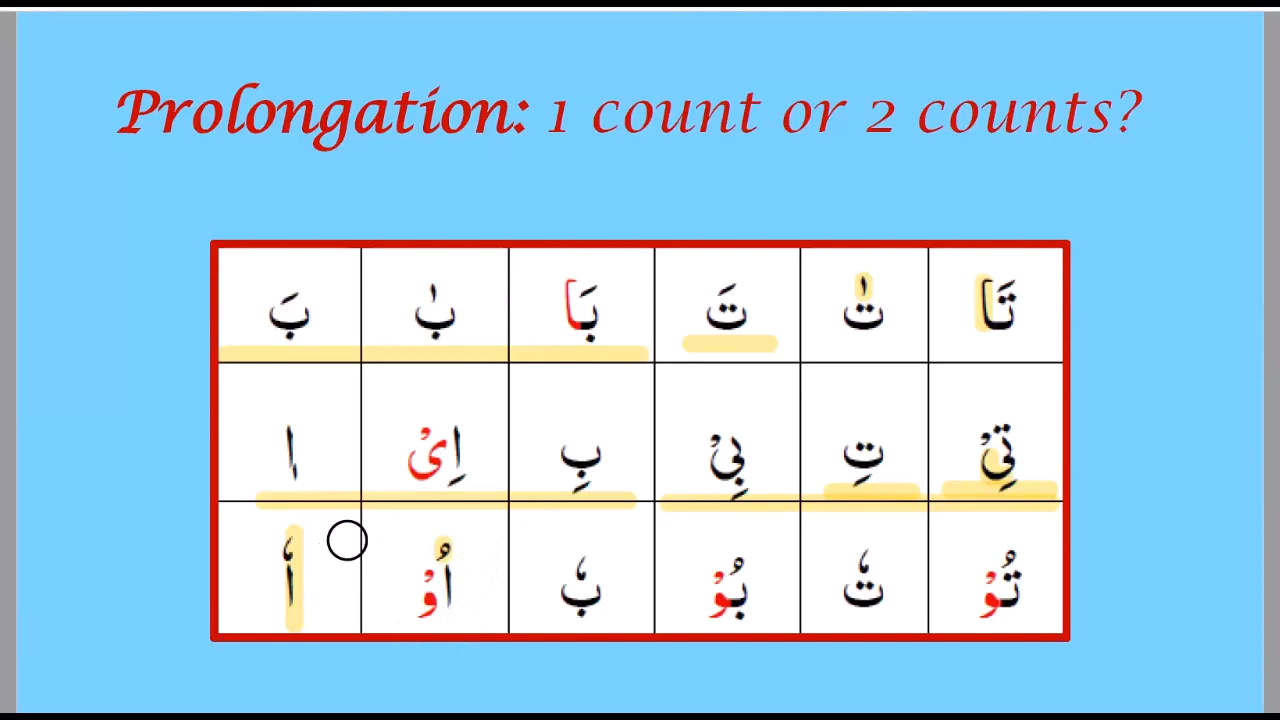 Prolongation: 1 count or 2 counts?
تَا تٰ تَ بَا بٰ بَ
تِيْ تِ بِيْ بِ اِىْ اٖ
تُوْ تٗ بُوْ بٗ اُوْ اٗ